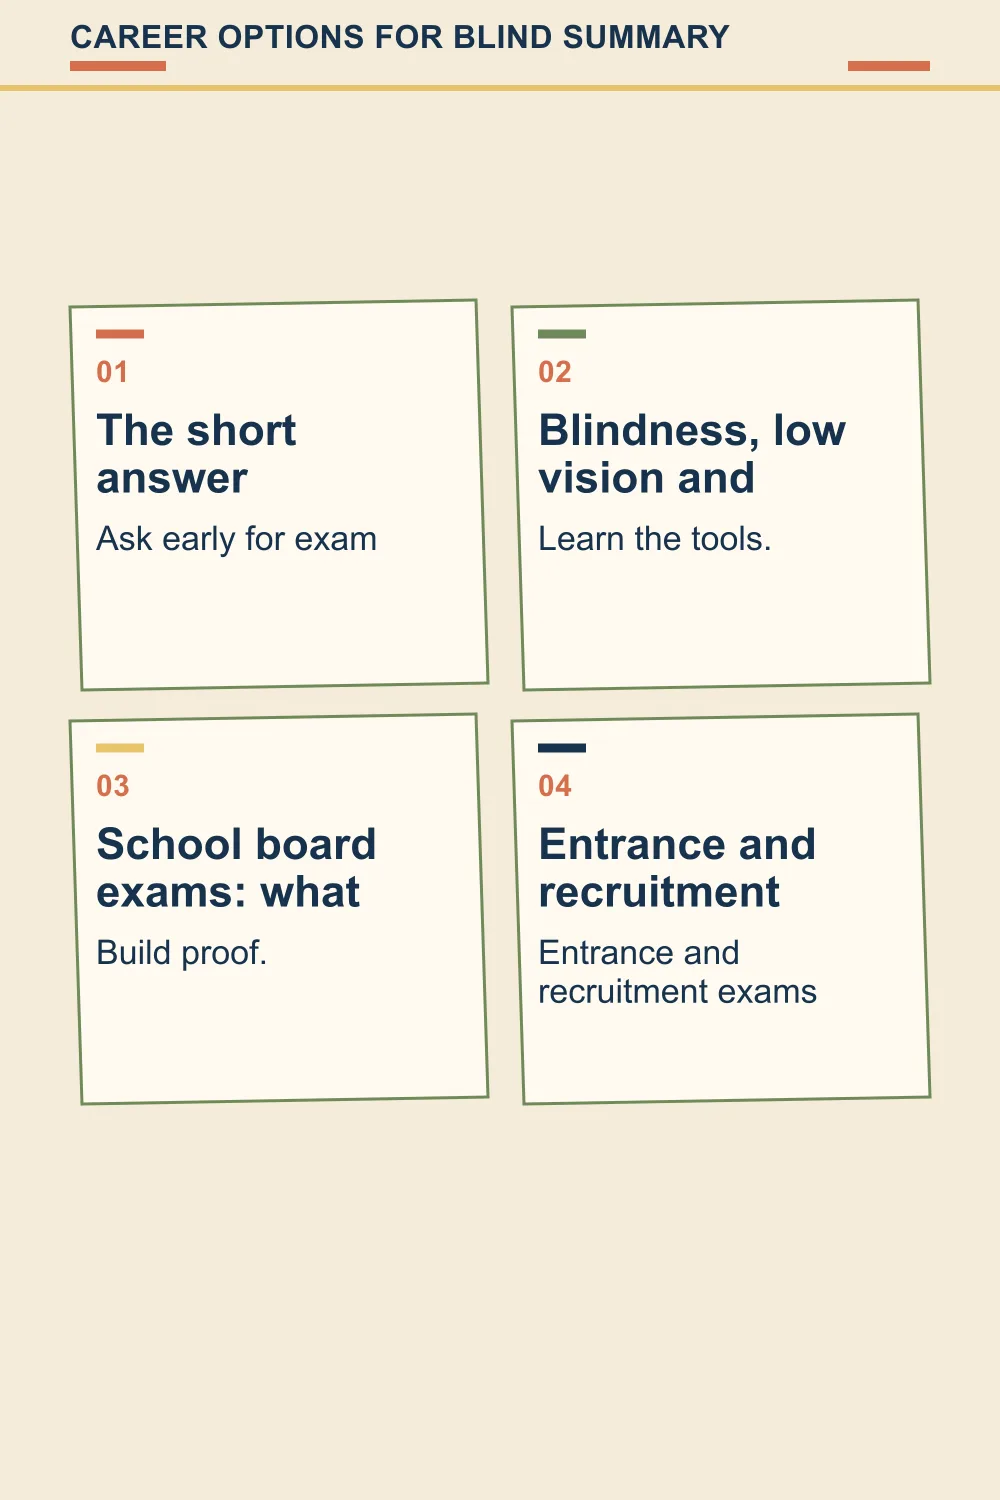 CAREER OPTIONS FOR BLIND SUMMARY
01
The short
answer
Ask early for exam
02
Blindness, low
vision and
Learn the tools.
03
School board
exams: what
Build proof.
04
Entrance and
recruitment
Entrance and
recruitment exams